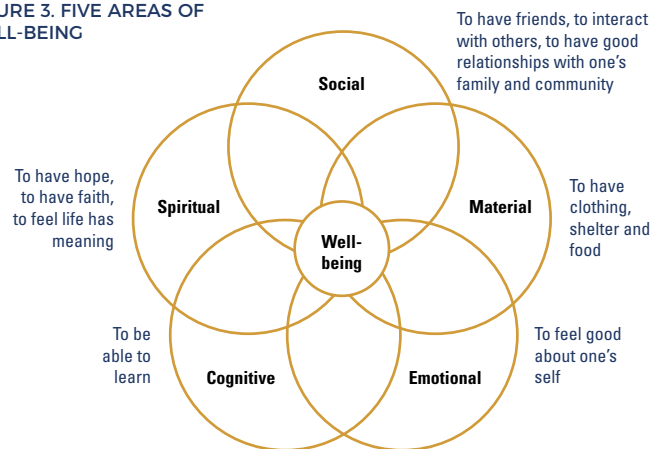 URE 3. FIVE AREAS OF
LL-BEING
To have friends, to interact
with others, to have good
relationships with one's
family and community
Social
To have hope,
to have faith,
to feel life has
meaning
Spiritual
Material
To have
clothing,
shelter and
food
Well-
being
To be
able to
learn
Cognitive
Emotional
To feel good
about one's
self